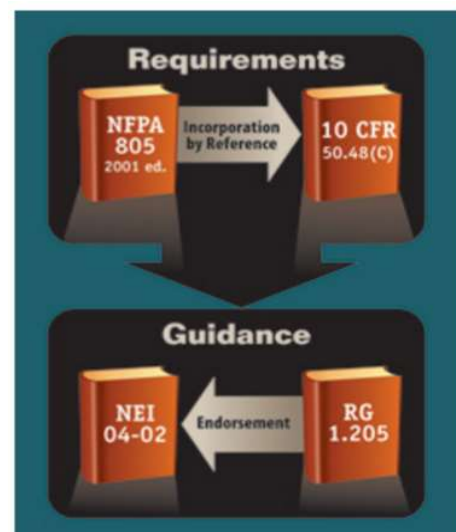 Requirements
NFPA
805
2001 ed.
Incorporation
by Reference
10 CFR
50.48(C)
Guidance
NEI
04-02
Endorsement
RG
1.205